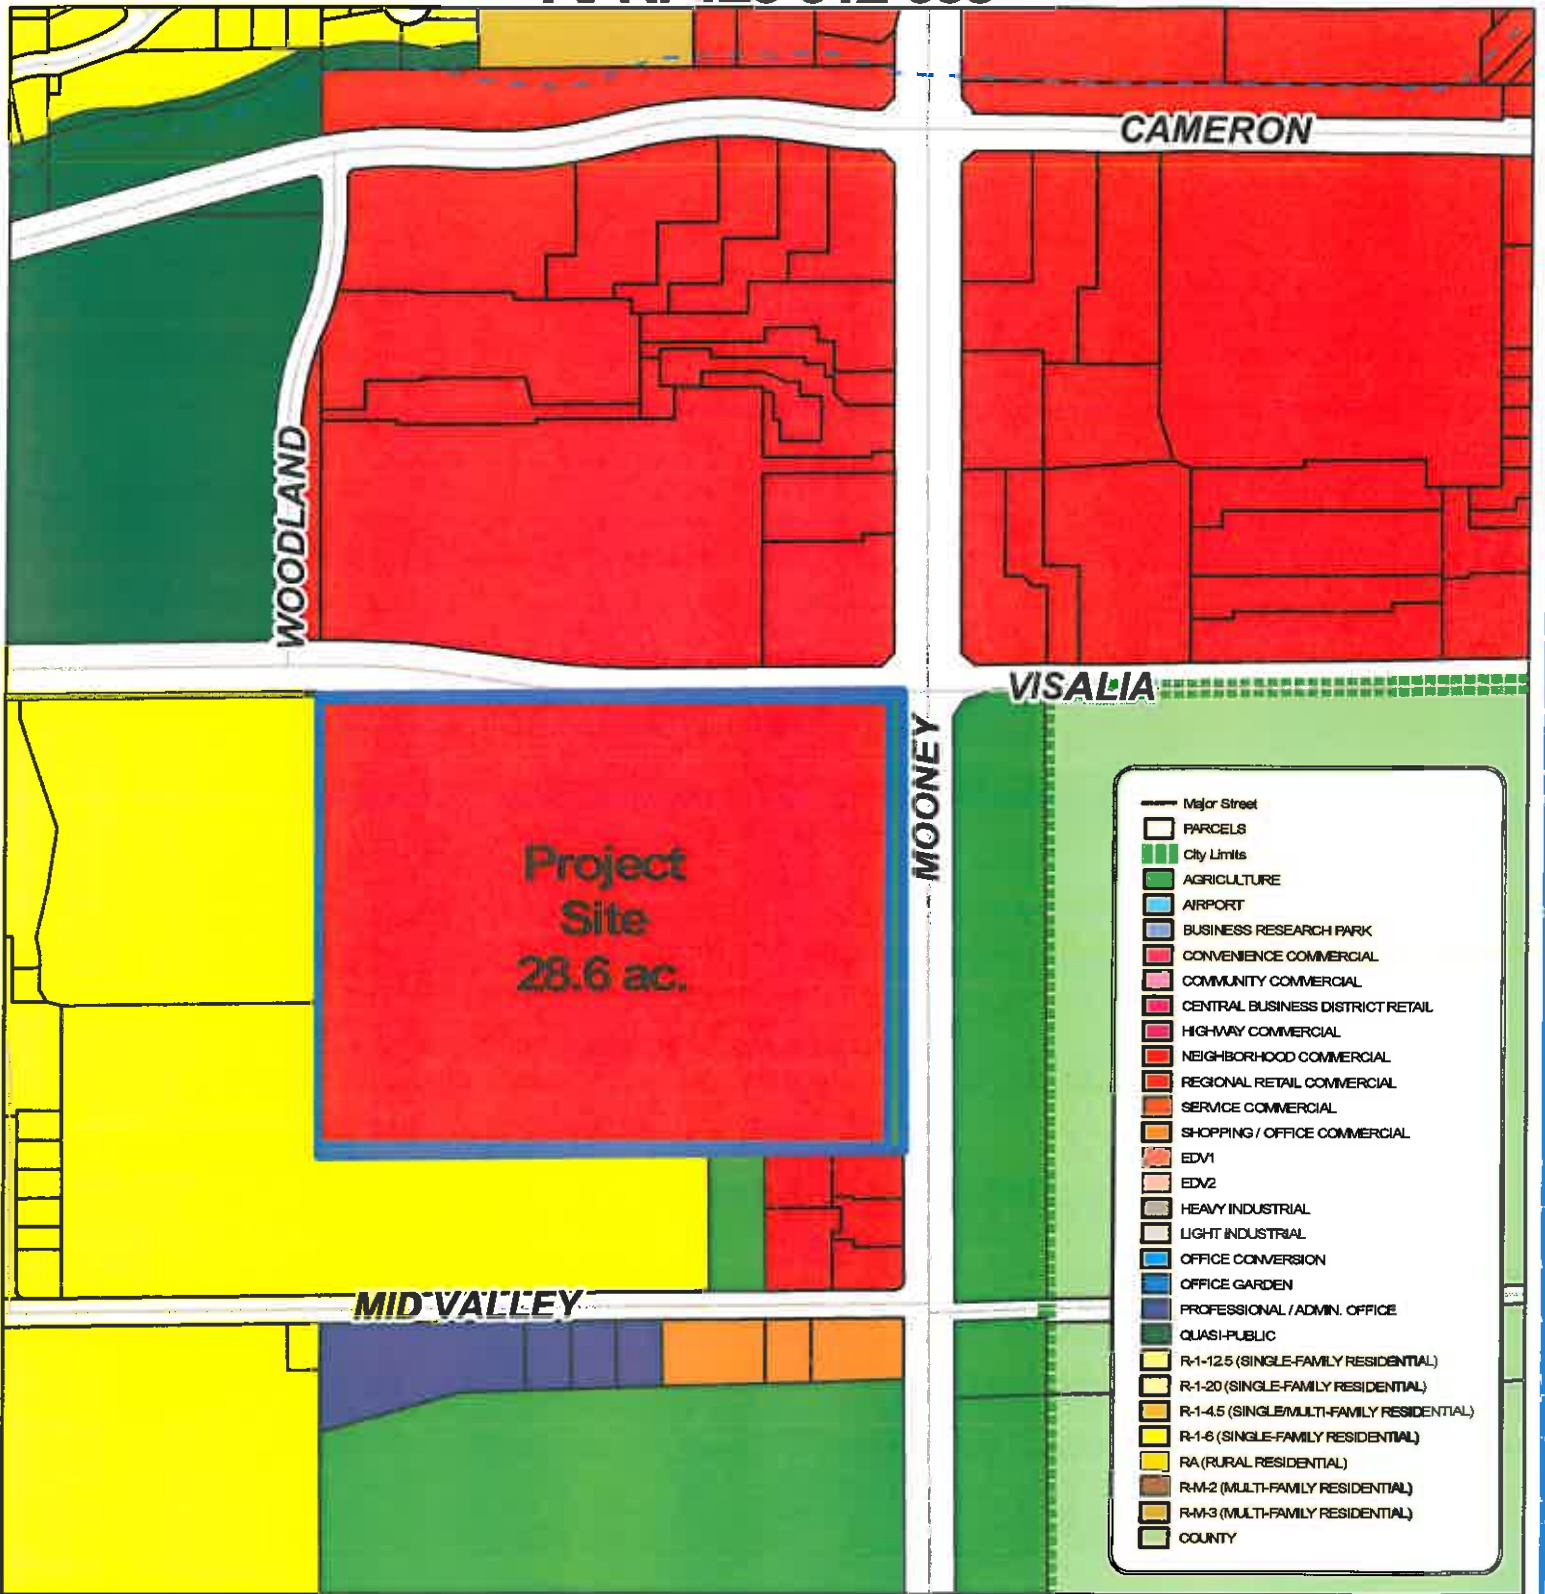 CAMERON
WOODLAND
VISALIA
MOONEY
Project
Site
28.6 ac.
MID VALLEY
Major Street
PARCELS
City Limits
AGRICULTURE
AIRPORT
BUSINESS RESEARCH PARK
CONVENIENCE COMMERCIAL
COMMUNITY COMMERCIAL
CENTRAL BUSINESS DISTRICT RETAIL
HIGHWAY COMMERCIAL
NEIGHBORHOOD COMMERCIAL
REGIONAL RETAIL COMMERCIAL
SERVICE COMMERCIAL
SHOPPING / OFFICE COMMERCIAL
EDV1
EDV2
HEAVY INDUSTRIAL
LIGHT INDUSTRIAL
OFFICE CONVERSION
OFFICE GARDEN
PROFESSIONAL / ADMIN. OFFICE
QUASI-PUBLIC
R-1-12.5 (SINGLE-FAMILY RESIDENTIAL)
R-1-20 (SINGLE-FAMILY RESIDENTIAL)
R-1-4.5 (SINGLE/MULTI-FAMILY RESIDENTIAL)
R-1-6 (SINGLE-FAMILY RESIDENTIAL)
RA (RURAL RESIDENTIAL)
R-M-2 (MULTI-FAMILY RESIDENTIAL)
R-M-3 (MULTI-FAMILY RESIDENTIAL)
COUNTY